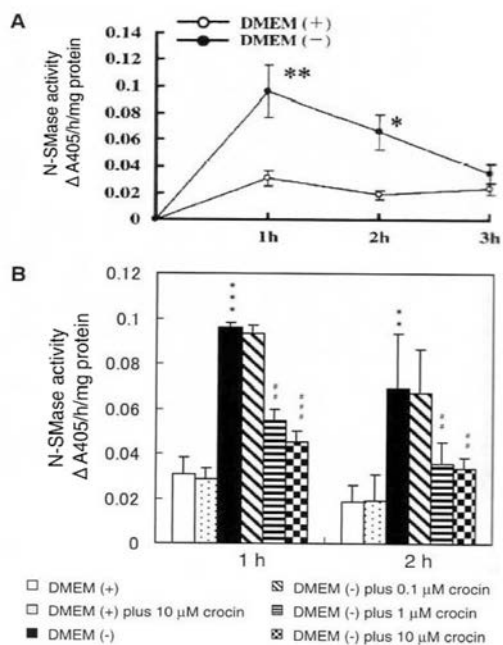 A
DMEM (+)
DMEM (−)
N-SMase activity
Δ A405/h/mg protein
0.12
0.1
0.08
0.06
0.04
0.02
0
**
*
1h
2h
3h
B
N-SMase activity
Δ A405/h/mg protein
0.12
0.1
0.08
0.06
0.04
0.02
0
***
##
###
**
##
##
1 h
2 h
DMEM (+)
DMEM (+) plus 10 μM crocin
DMEM (-)
DMEM (-) plus 0.1 μM crocin
DMEM (-) plus 1 μM crocin
DMEM (-) plus 10 μM crocin